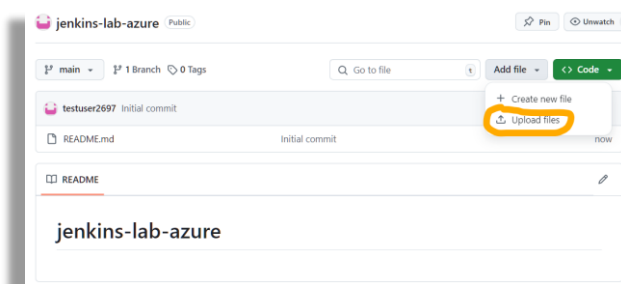 jenkins-lab-azure Public Pin Unwatch
main 1 Branch 0 Tags Go to file t Add file Code
+ Create new file
testuser2697 Initial commit
Upload files
README.md Initial commit now
README
jenkins-lab-azure